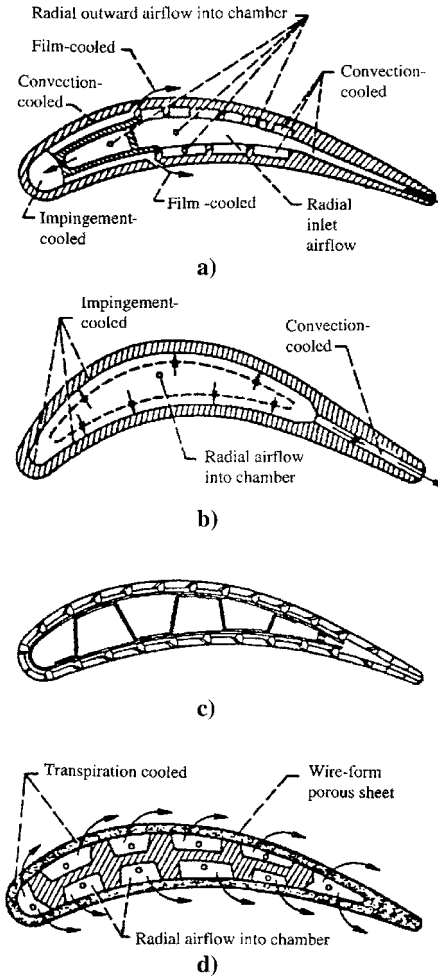 Radial outward airflow into chamber
Film-cooled
Convection-
cooled
Convection-
cooled
Impingement-
cooled
Film -cooled
Radial
inlet
airflow
a)
Impingement-
cooled
Convection-
cooled
Radial airflow
into chamber
b)
c)
Transpiration cooled
Wire-form
porous sheet
Radial airflow into chamber
d)